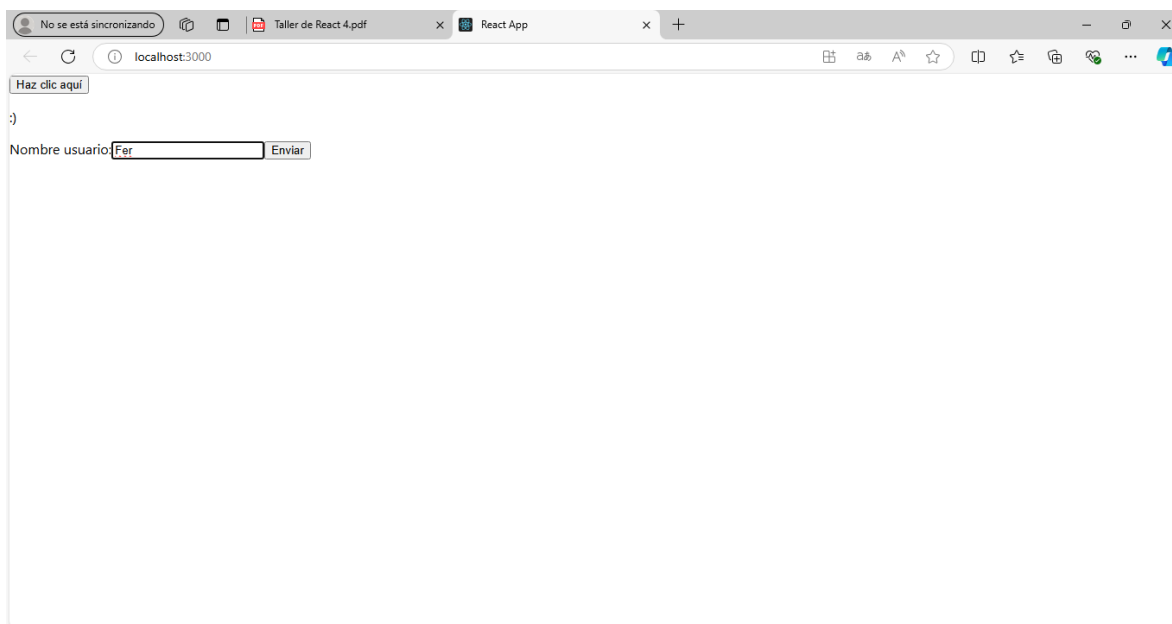 No se está sincronizando
PDF
Taller de React 4.pdf
React App
localhost:3000
Haz clic aquí
:)
Nombre usuario:Fer Enviar